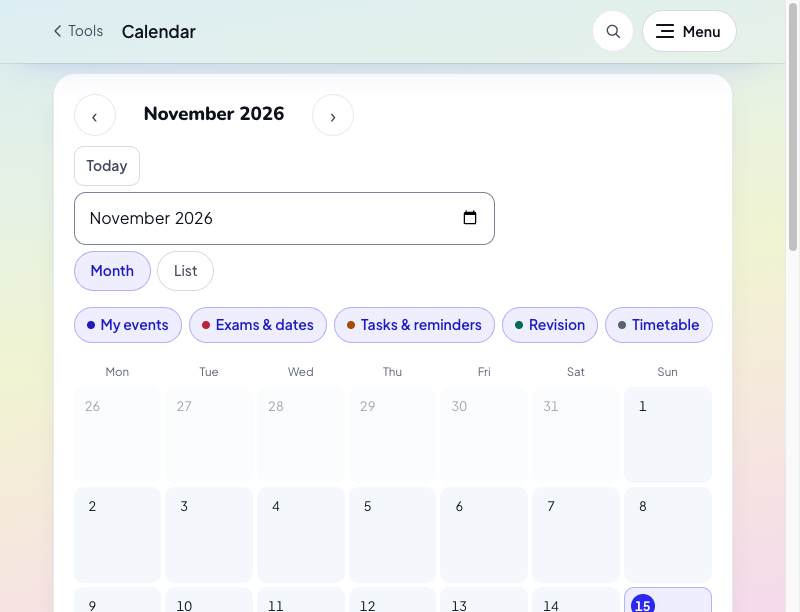 Tools Calendar Menu
‹ November 2026 ›
Today
November 2026
Month List
My events Exams & dates Tasks & reminders Revision Timetable
Mon Tue Wed Thu Fri Sat Sun
26 27 28 29 30 31 1
2 3 4 5 6 7 8
9 10 11 12 13 14 15